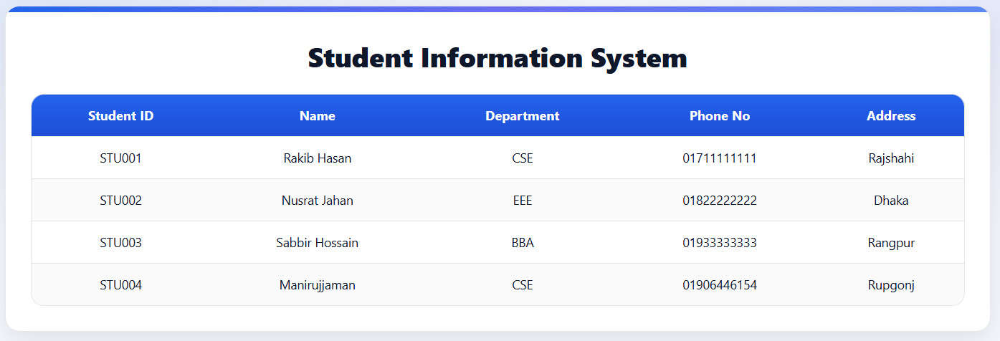 Student Information System
Student ID Name Department Phone No Address
STU001 Rakib Hasan CSE 01711111111 Rajshahi
STU002 Nusrat Jahan EEE 01822222222 Dhaka
STU003 Sabbir Hossain BBA 01933333333 Rangpur
STU004 Manirujjaman CSE 01906446154 Rupgonj